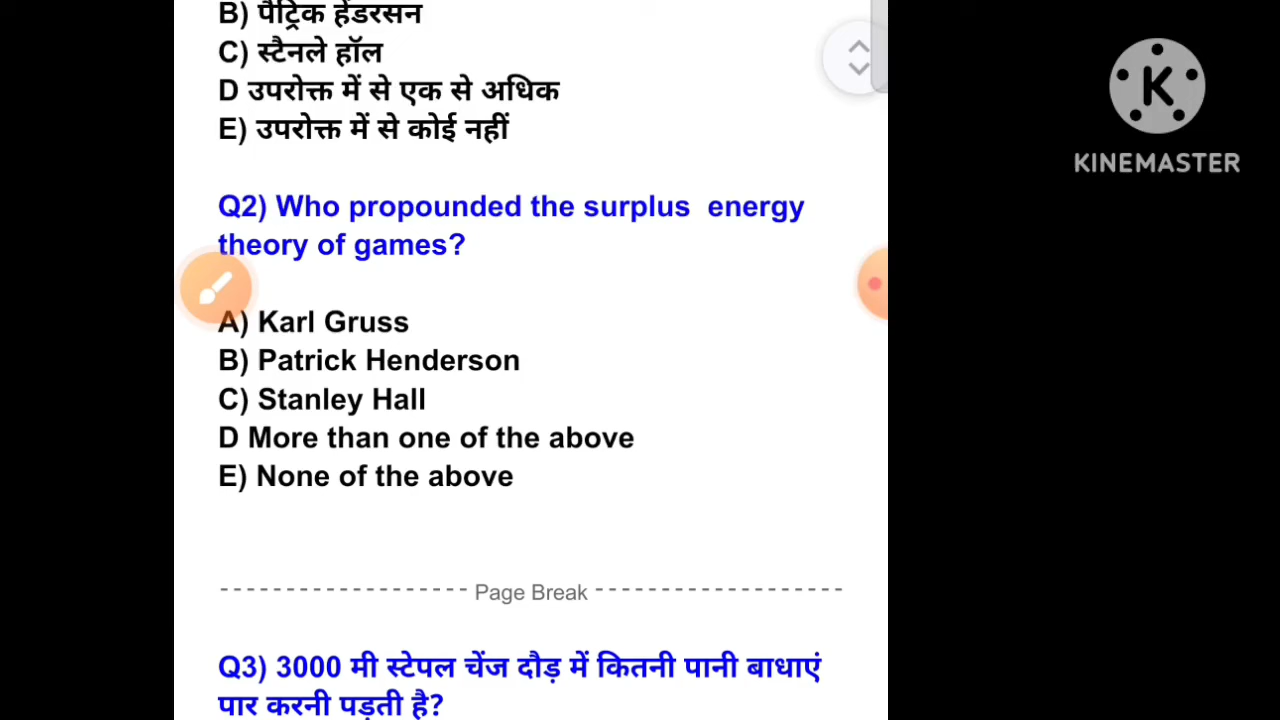 B) पैट्रिक हेंडरसन
C) स्टैनले हॉल
D उपरोक्त में से एक से अधिक
E) उपरोक्त में से कोई नहीं
Q2) Who propounded the surplus energy
theory of games?
A) Karl Gruss
B) Patrick Henderson
C) Stanley Hall
D More than one of the above
E) None of the above
Page Break
Q3) 3000 मी स्टेपल चेंज दौड़ में कितनी पानी बाधाएं
पार करनी पड़ती है?
K
KINEMASTER